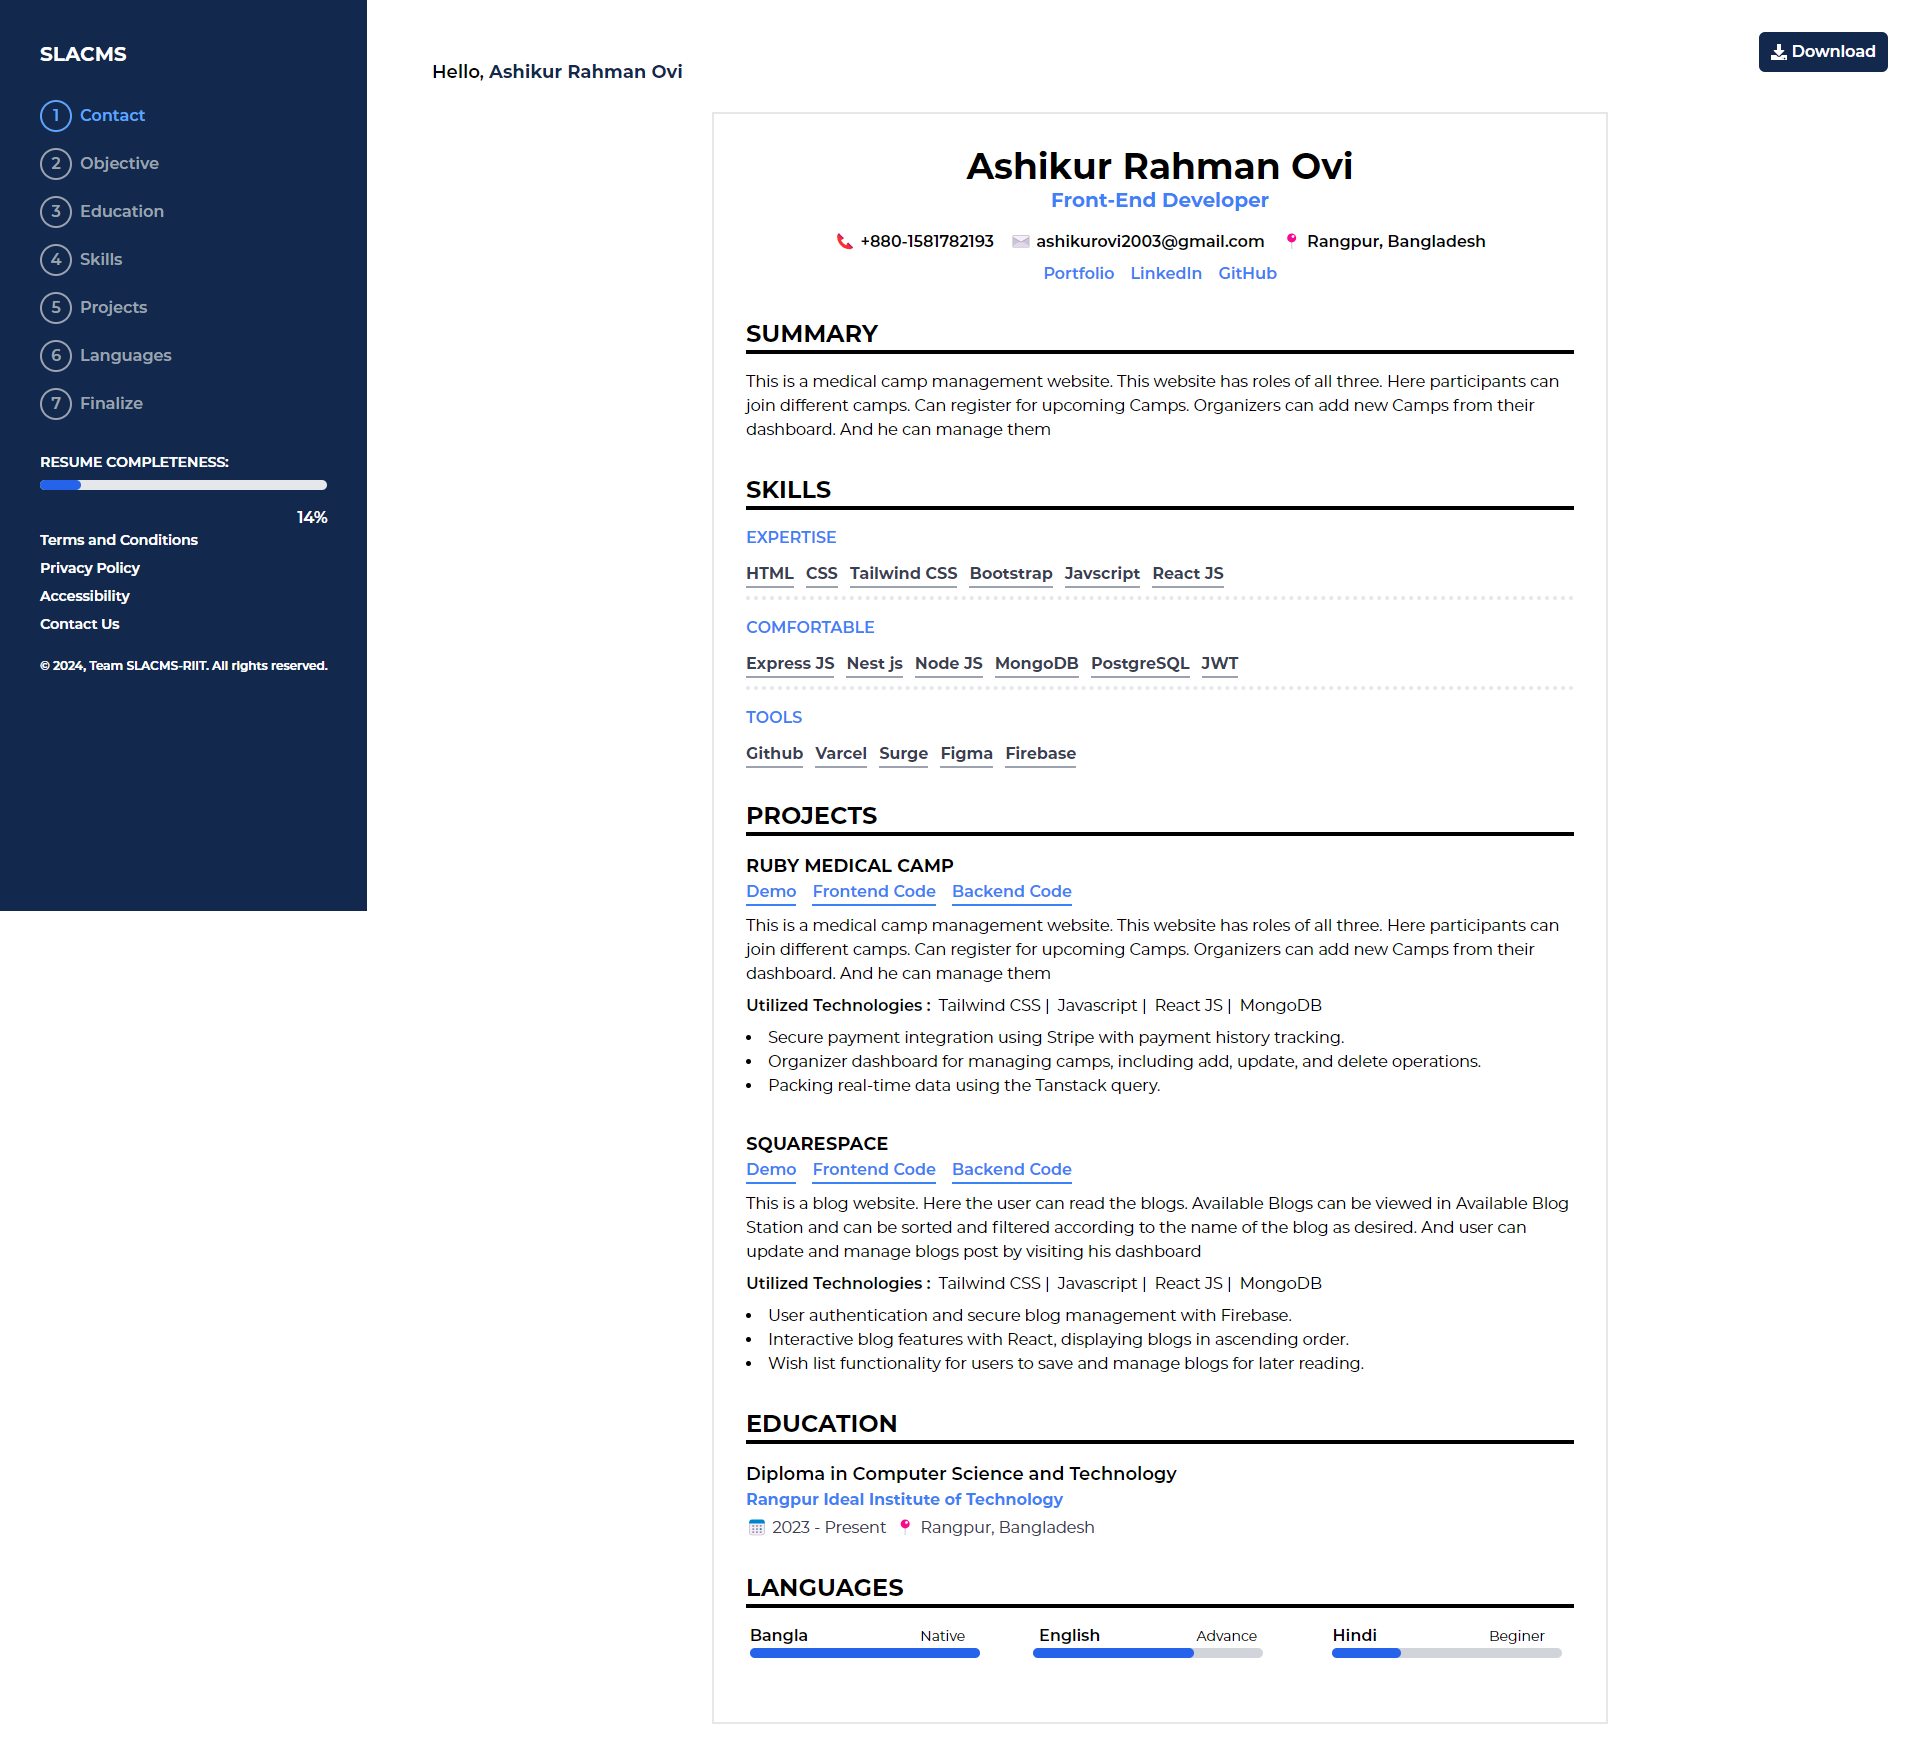 SLACMS
1 Contact
2 Objective
3 Education
4 Skills
5 Projects
6 Languages
7 Finalize
RESUME COMPLETENESS:
14%
Terms and Conditions
Privacy Policy
Accessibility
Contact Us
© 2024, Team SLACMS-RIIT. All rights reserved.
Hello, Ashikur Rahman Ovi
Download
Ashikur Rahman Ovi
Front-End Developer
+880-1581782193 ashikurovi2003@gmail.com Rangpur, Bangladesh
Portfolio LinkedIn GitHub
SUMMARY
This is a medical camp management website. This website has roles of all three. Here participants can
join different camps. Can register for upcoming Camps. Organizers can add new Camps from their
dashboard. And he can manage them
SKILLS
EXPERTISE
HTML CSS Tailwind CSS Bootstrap Javscript React JS
COMFORTABLE
Express JS Nest js Node JS MongoDB PostgreSQL JWT
TOOLS
Github Varcel Surge Figma Firebase
PROJECTS
RUBY MEDICAL CAMP
Demo Frontend Code Backend Code
This is a medical camp management website. This website has roles of all three. Here participants can
join different camps. Can register for upcoming Camps. Organizers can add new Camps from their
dashboard. And he can manage them
Utilized Technologies : Tailwind CSS | Javascript | React JS | MongoDB
• Secure payment integration using Stripe with payment history tracking.
• Organizer dashboard for managing camps, including add, update, and delete operations.
• Packing real-time data using the Tanstack query.
SQUARESPACE
Demo Frontend Code Backend Code
This is a blog website. Here the user can read the blogs. Available Blogs can be viewed in Available Blog
Station and can be sorted and filtered according to the name of the blog as desired. And user can
update and manage blogs post by visiting his dashboard
Utilized Technologies : Tailwind CSS | Javascript | React JS | MongoDB
• User authentication and secure blog management with Firebase.
• Interactive blog features with React, displaying blogs in ascending order.
• Wish list functionality for users to save and manage blogs for later reading.
EDUCATION
Diploma in Computer Science and Technology
Rangpur Ideal Institute of Technology
2023 - Present Rangpur, Bangladesh
LANGUAGES
Bangla Native English Advance Hindi Beginer